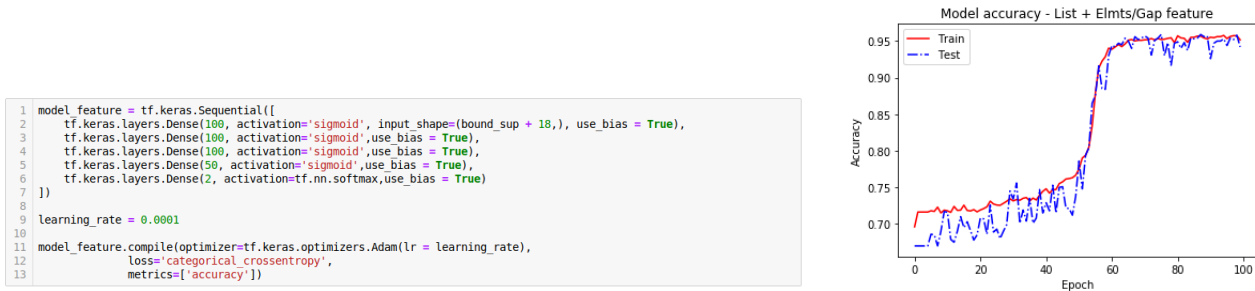 1 model_feature = tf.keras.Sequential([
2 tf.keras.layers.Dense(100, activation='sigmoid', input_shape=(bound_sup + 18,), use_bias = True),
3 tf.keras.layers.Dense(100, activation='sigmoid',use_bias = True),
4 tf.keras.layers.Dense(100, activation='sigmoid',use_bias = True),
5 tf.keras.layers.Dense(50, activation='sigmoid',use_bias = True),
6 tf.keras.layers.Dense(2, activation=tf.nn.softmax,use_bias = True)
7 ])
8
9 learning_rate = 0.0001
10
11 model_feature.compile(optimizer=tf.keras.optimizers.Adam(lr = learning_rate),
12 loss='categorical_crossentropy',
13 metrics=['accuracy'])
Model accuracy - List + Elmts/Gap feature
Train
Test
Accuracy
0.95
0.90
0.85
0.80
0.75
0.70
0 20 40 60 80 100
Epoch